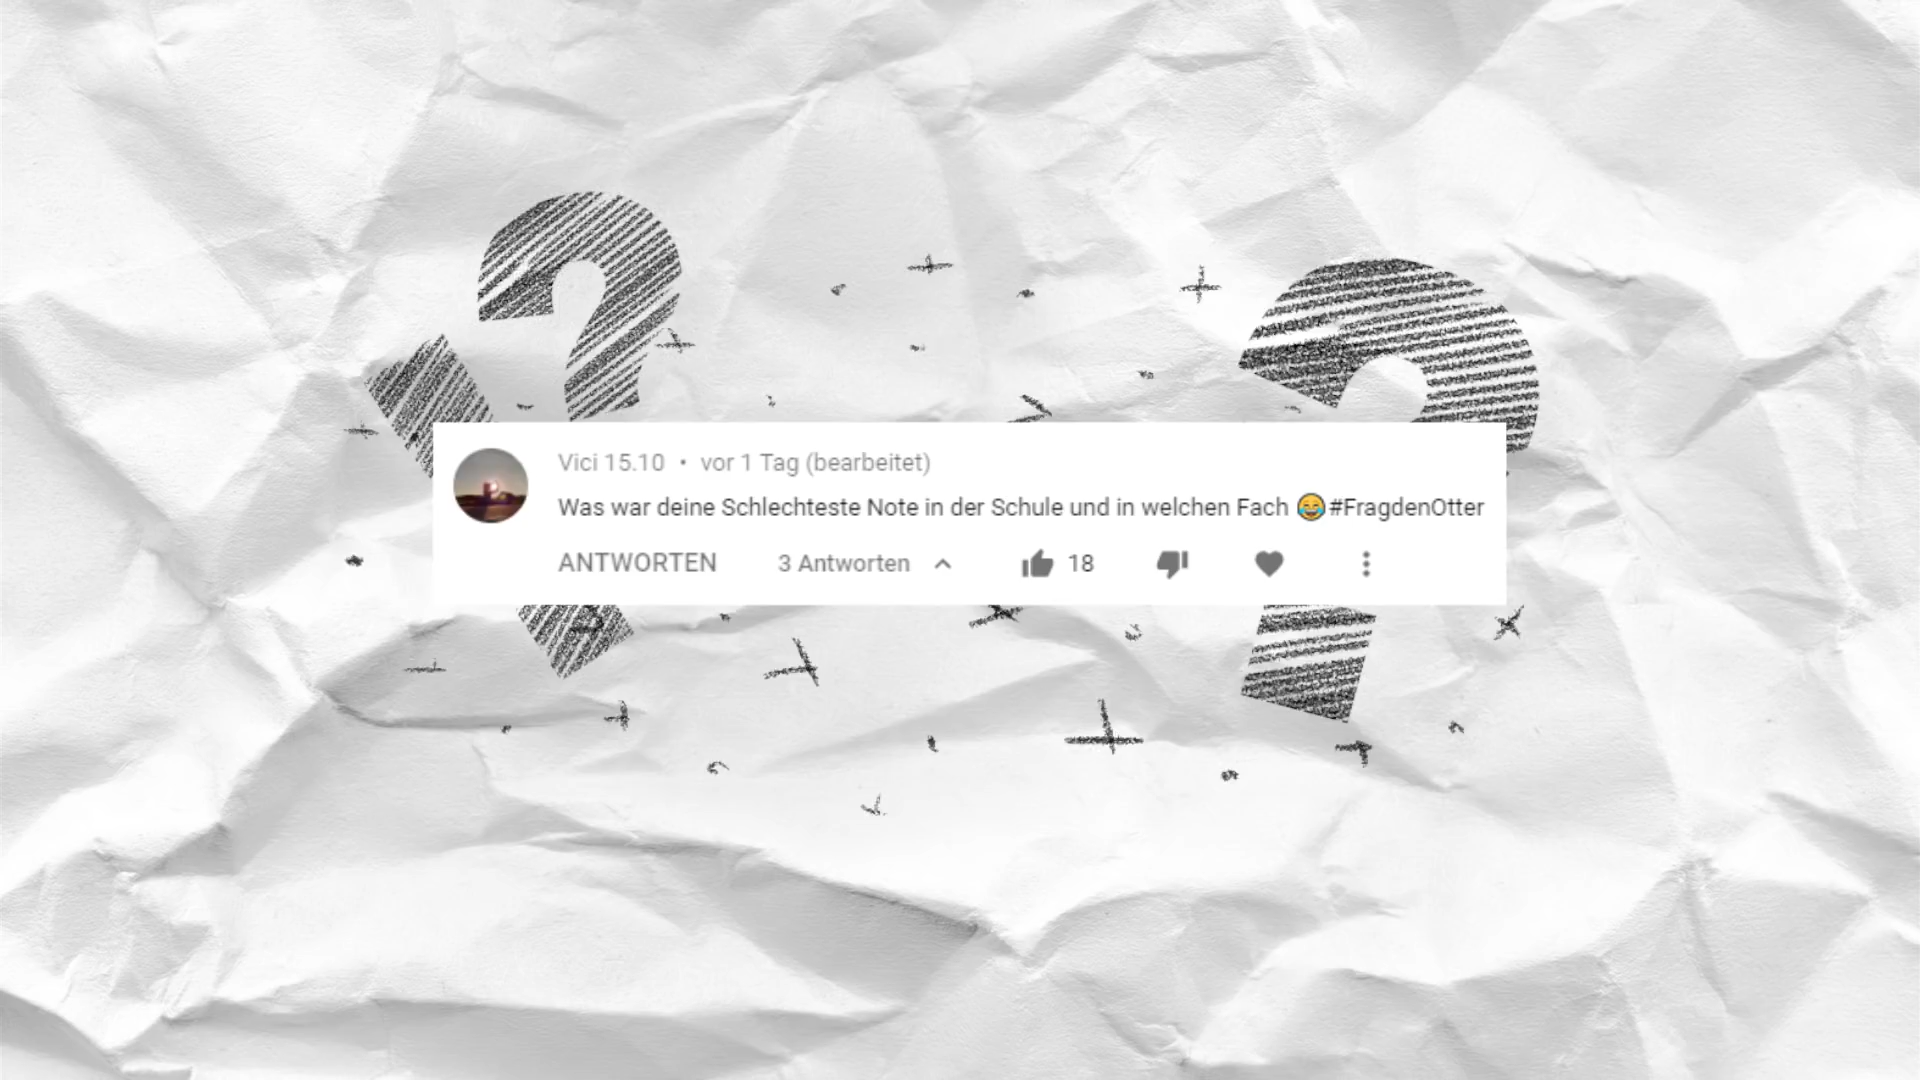 Vici 15.10 • vor 1 Tag (bearbeitet)
Was war deine Schlechteste Note in der Schule und in welchen Fach 😂#FragdenOtter
ANTWORTEN 3 Antworten 18